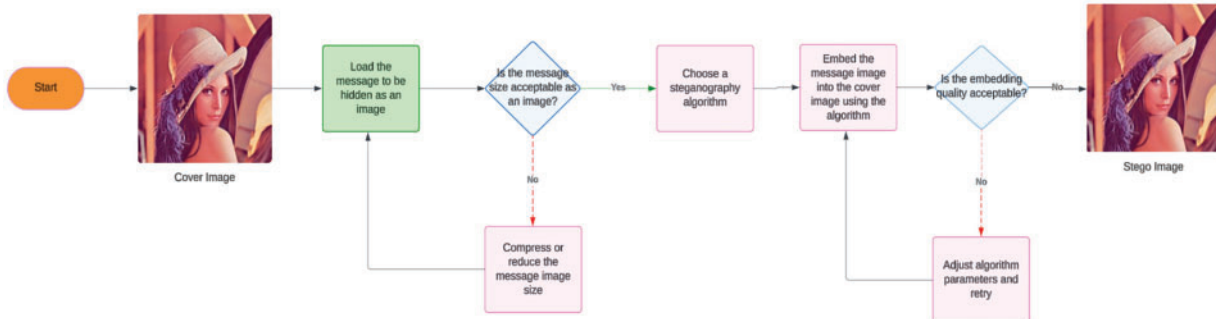 Start
Cover Image
Load the
message to be
hidden as an
image
Is the message
size acceptable as
an image?
Yes
No
Compress or
reduce the
message image
size
Choose a
steganography
algorithm
Embed the
message image
into the cover
image using the
algorithm
Is the embedding
quality acceptable?
No
No
Adjust algorithm
parameters and
retry
Stego Image